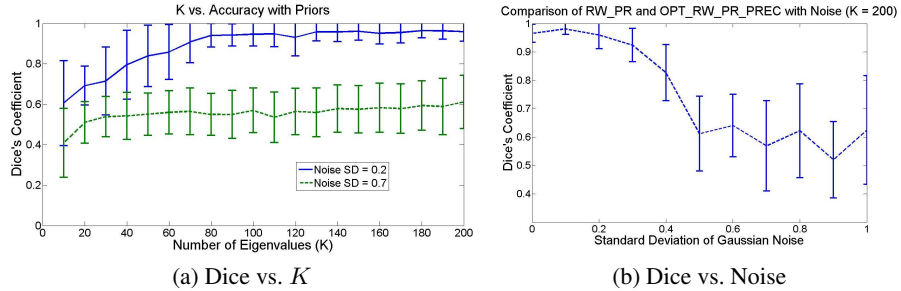 K vs. Accuracy with Priors
1
0.8
0.6
0.4
0.2
0
Dice's Coefficient
0 20 40 60 80 100 120 140 160 180 200
Number of Eigenvalues (K)
Noise SD = 0.2
Noise SD = 0.7
(a) Dice vs. K
Comparison of RW_PR and OPT_RW_PR_PREC with Noise (K = 200)
1
0.8
0.6
0.4
0.2
0
Dice's Coefficient
0 0.2 0.4 0.6 0.8 1
Standard Deviation of Gaussian Noise
(b) Dice vs. Noise